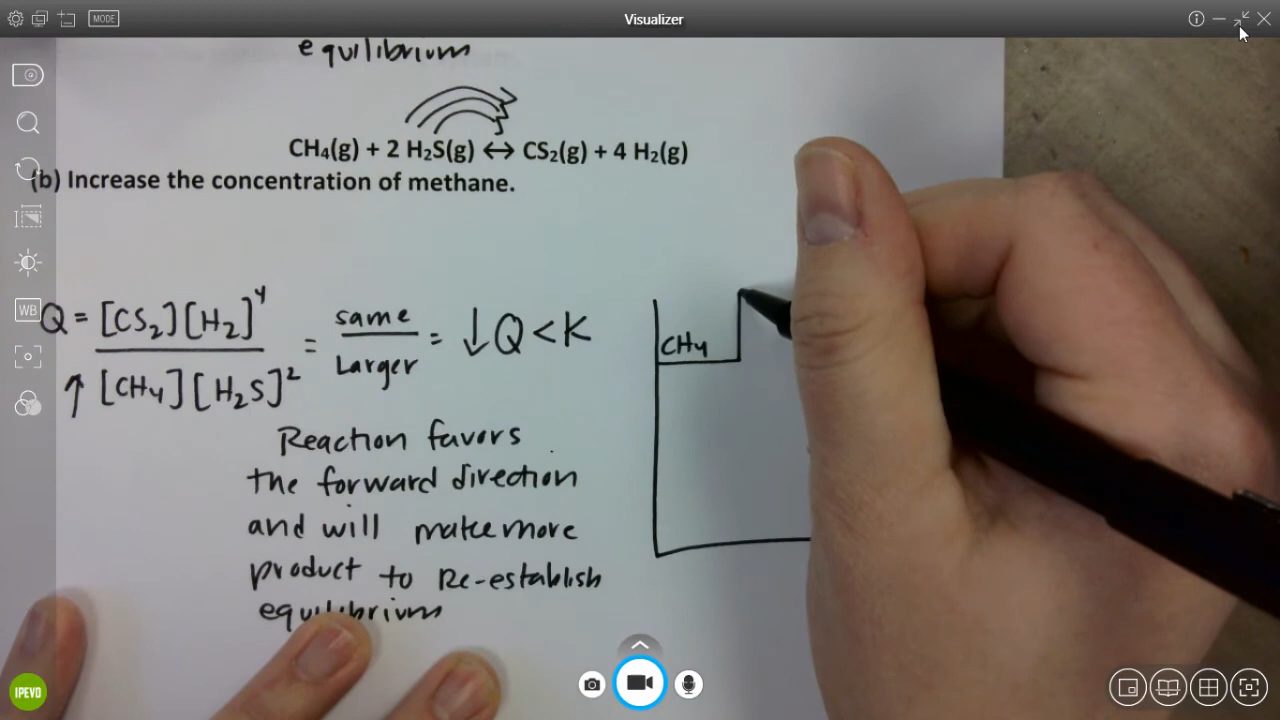 MODE
Visualizer
equilibrium
CH₄(g) + 2 H₂S(g) ↔ CS₂(g) + 4 H₂(g)
(b) Increase the concentration of methane.
Q = [CS₂][H₂]⁴ / ↑ [CH₄][H₂S]² = same / Larger = ↓ Q < K
CH₄
Reaction favors
the forward direction
and will make more
product to Re-establish
equilibrium
WB
IPEVO